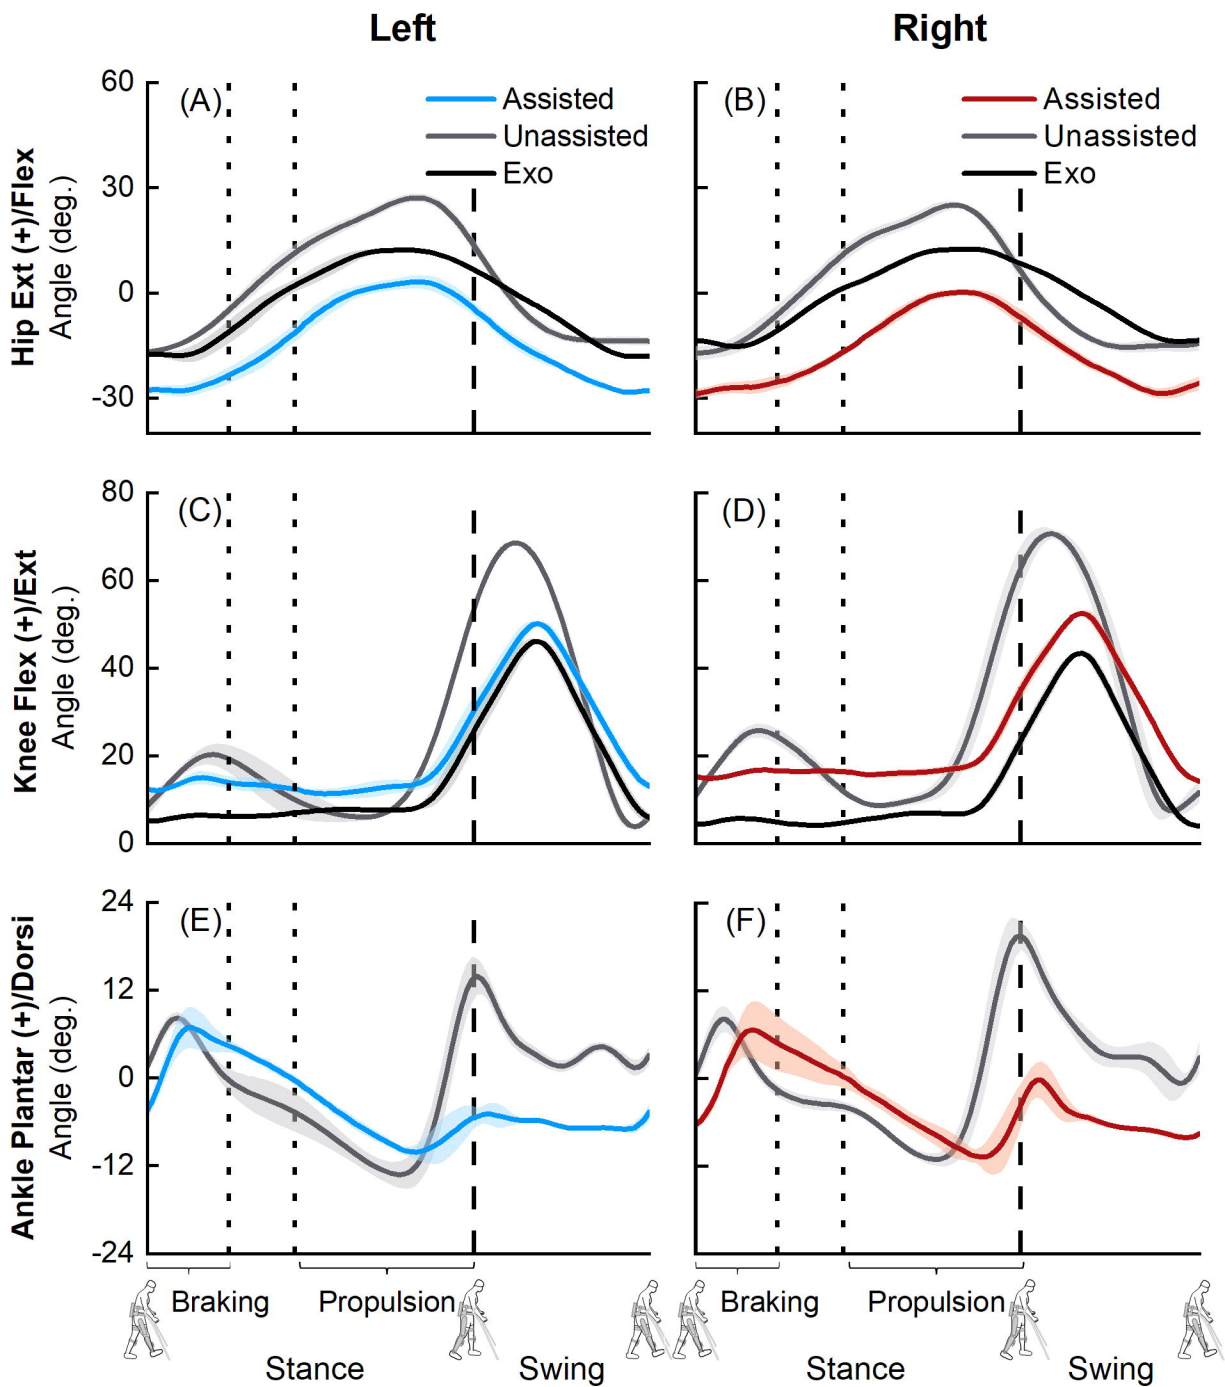 Left
Right
Hip Ext (+)/Flex
Angle (deg.)
60
30
0
-30
(A)
Assisted
Unassisted
Exo
(B)
Assisted
Unassisted
Exo
Knee Flex (+)/Ext
Angle (deg.)
80
60
40
20
0
(C)
(D)
Ankle Plantar (+)/Dorsi
Angle (deg.)
24
12
0
-12
-24
(E)
(F)
Braking
Propulsion
Braking
Propulsion
Stance
Swing
Stance
Swing